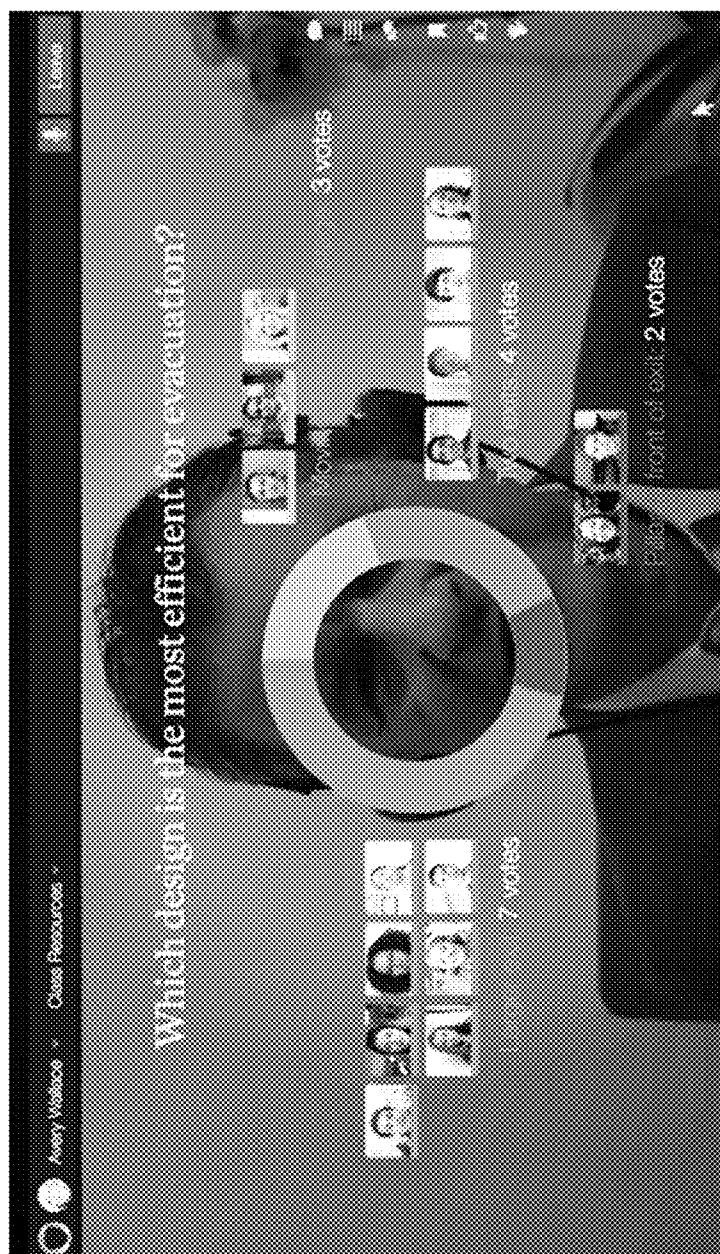 Avery Wallace
Class Resources
Leave
Which design is the most efficient for evacuation?
3 votes
7 votes
4 votes
front of exit 2 votes